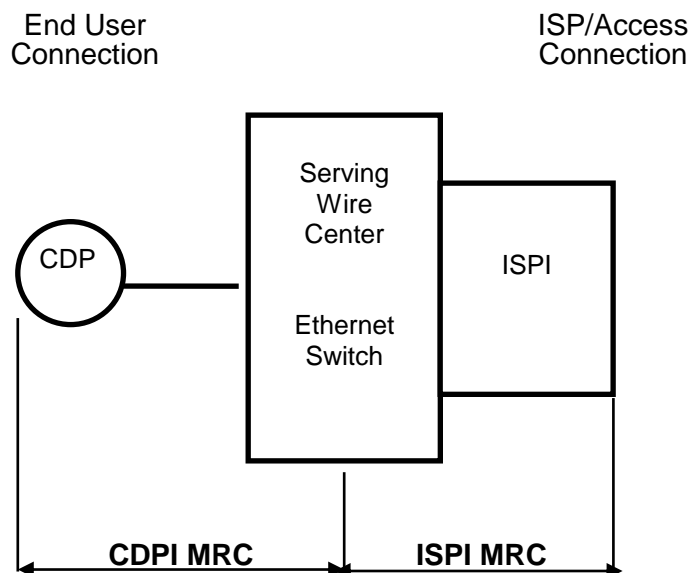 End User
Connection
ISP/Access
Connection
Serving
Wire
Center
CDP
ISPI
Ethernet
Switch
CDPI MRC
ISPI MRC